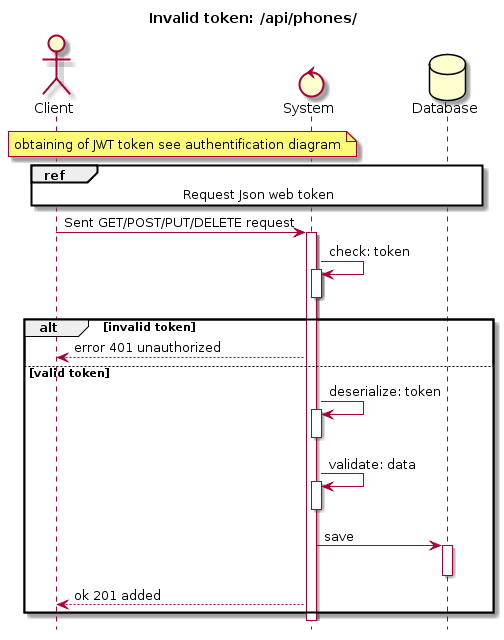 Invalid token: /api/phones/
Client
System
Database
obtaining of JWT token see authentification diagram
ref
Request Json web token
Sent GET/POST/PUT/DELETE request
check: token
alt [invalid token]
error 401 unauthorized
[valid token]
deserialize: token
validate: data
save
ok 201 added